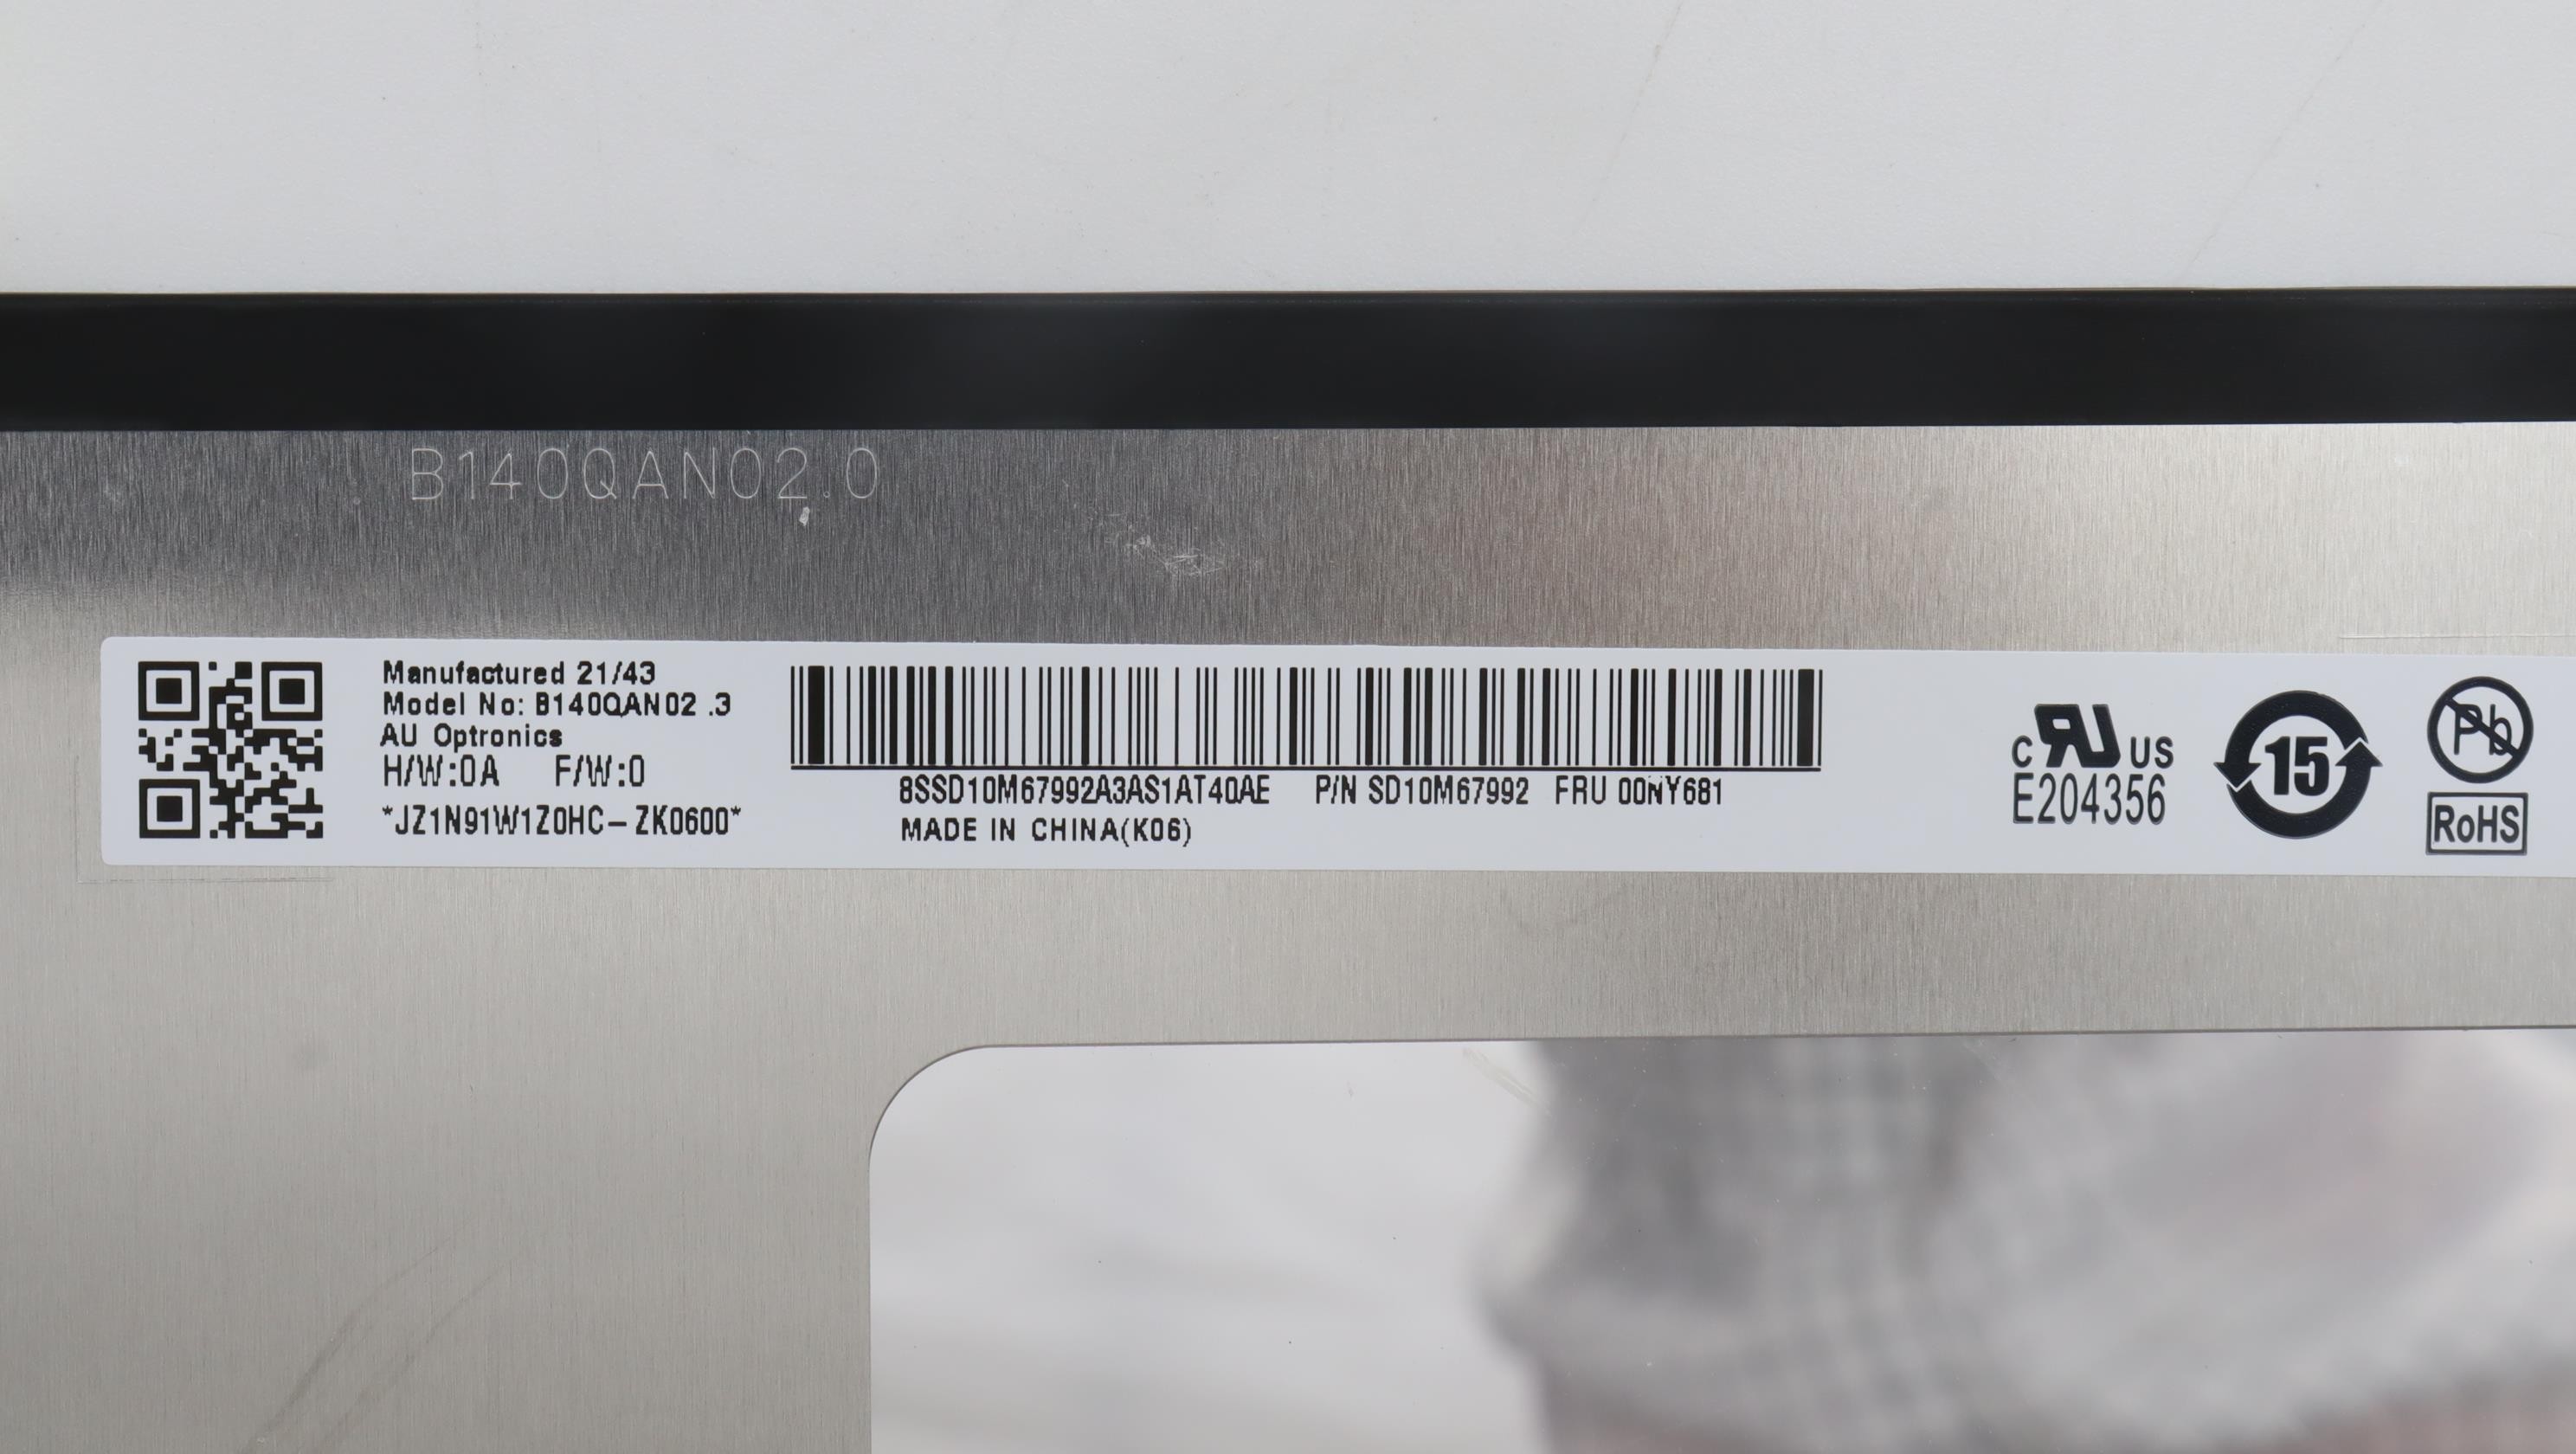 B140QAN02.0
Manufactured 21/43
Model No: B140QAN02 .3
AU Optronics
H/W:0A F/W:0
*JZ1N91W1Z0HC-ZK0600*
8SSD10M67992A3AS1AT40AE P/N SD10M67992 FRU 00NY681
MADE IN CHINA(K06)
c RU US
E204356
15
Pb
RoHS